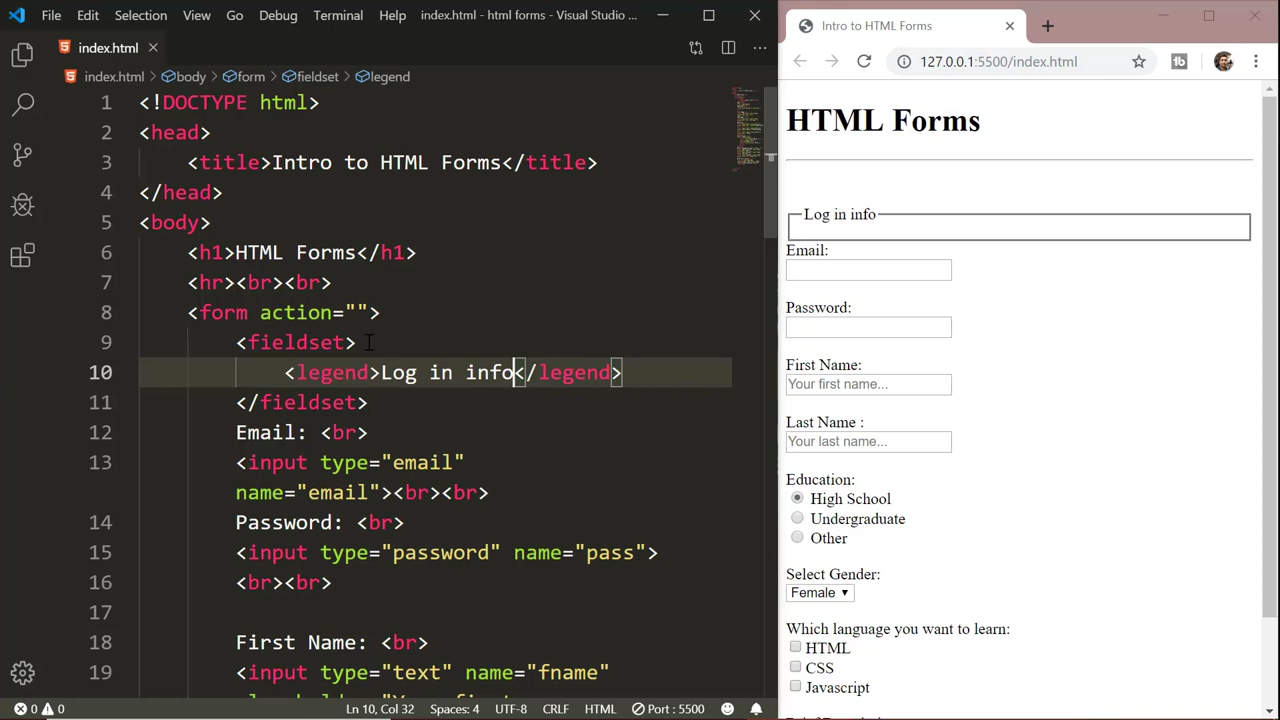 File Edit Selection View Go Debug Terminal Help index.html - html forms - Visual Studio ...
index.html
index.html > body > form > fieldset > legend
1 <!DOCTYPE html>
2 <head>
3 <title>Intro to HTML Forms</title>
4 </head>
5 <body>
6 <h1>HTML Forms</h1>
7 <hr><br><br>
8 <form action="">
9 <fieldset>
10 <legend>Log in info</legend>
11 </fieldset>
12 Email: <br>
13 <input type="email"
name="email"><br><br>
14 Password: <br>
15 <input type="password" name="pass">
16 <br><br>
17
18 First Name: <br>
19 <input type="text" name="fname"
0 0 Ln 10, Col 32 Spaces: 4 UTF-8 CRLF HTML Port : 5500
Intro to HTML Forms
127.0.0.1:5500/index.html
HTML Forms
Log in info
Email:
Password:
First Name:
Your first name...
Last Name :
Your last name...
Education:
High School
Undergraduate
Other
Select Gender:
Female
Which language you want to learn:
HTML
CSS
Javascript